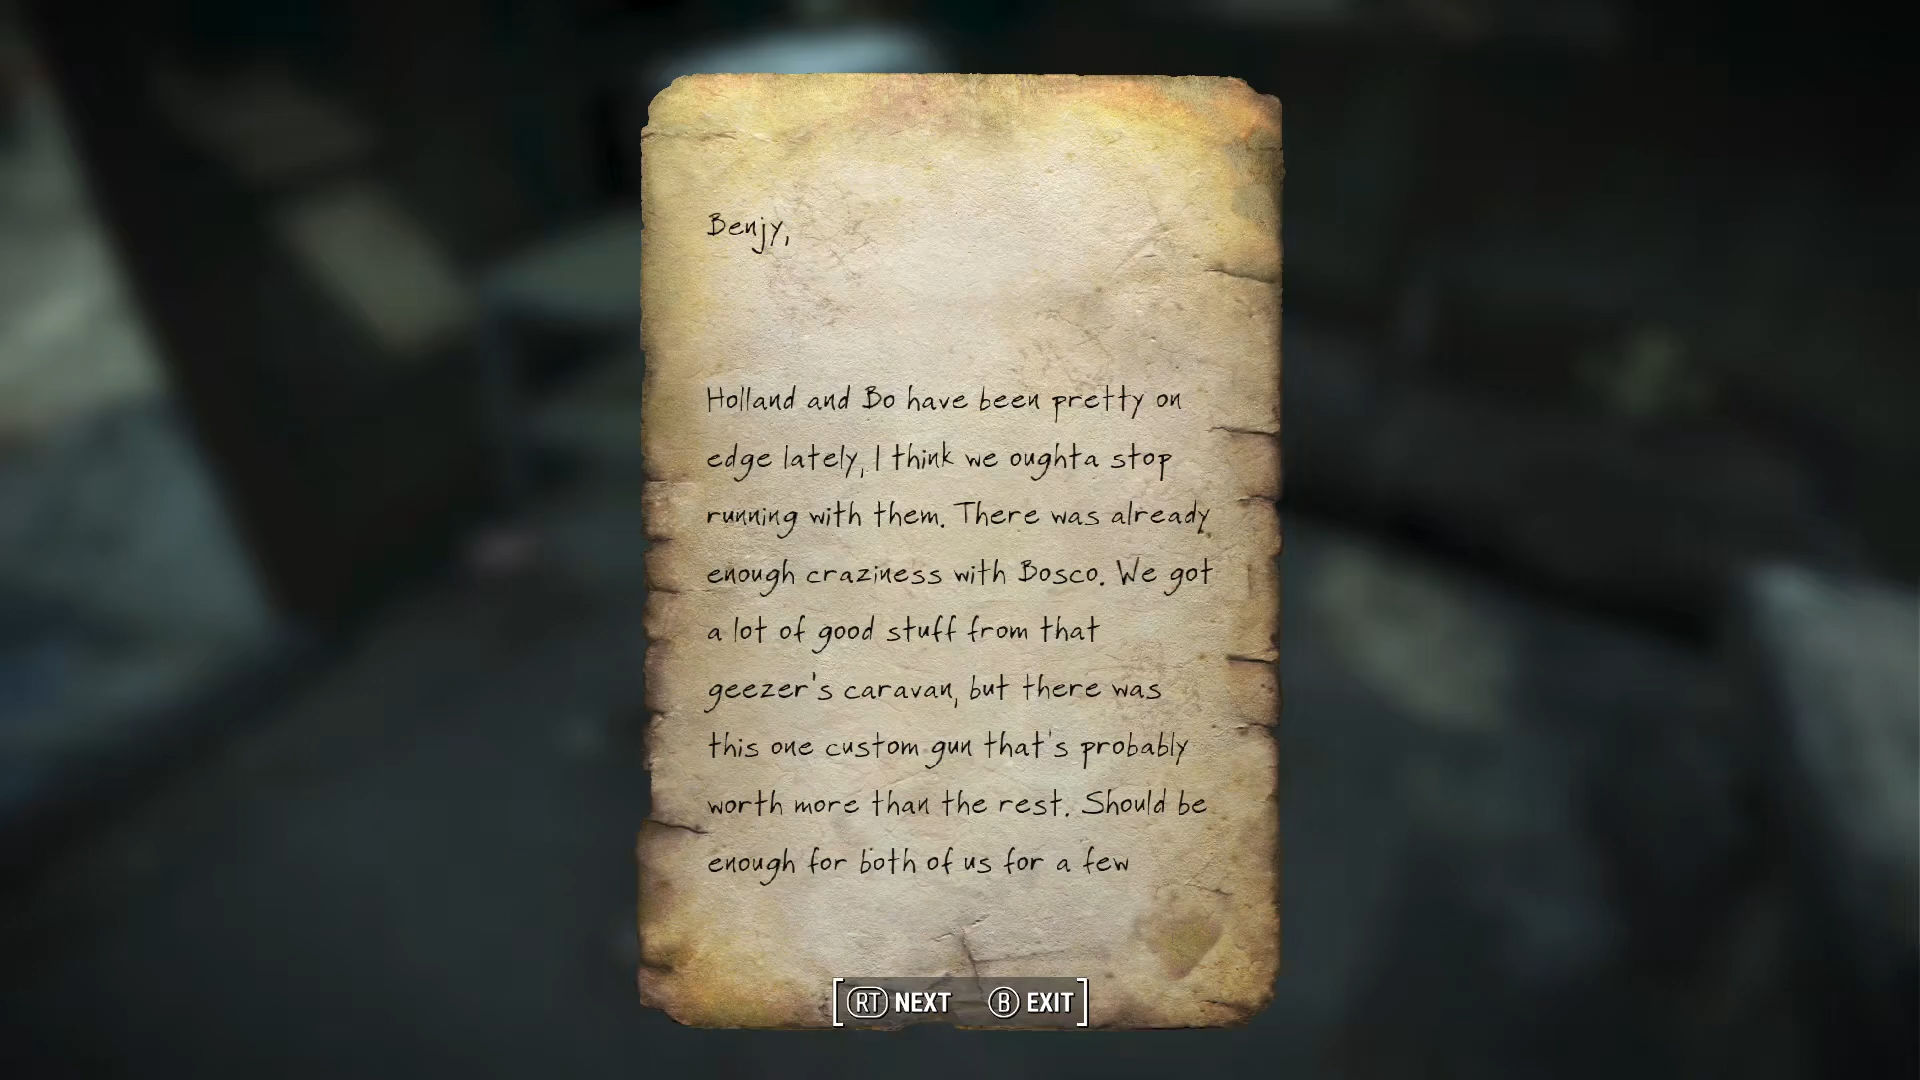 Benjy,
Holland and Bo have been pretty on
edge lately, I think we oughta stop
running with them. There was already
enough craziness with Bosco. We got
a lot of good stuff from that
geezer's caravan, but there was
this one custom gun that's probably
worth more than the rest. Should be
enough for both of us for a few
RT NEXT B EXIT